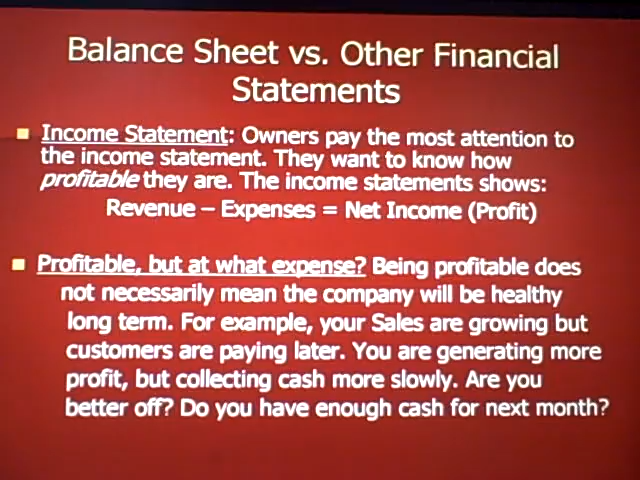 Balance Sheet vs. Other Financial
Statements
Income Statement: Owners pay the most attention to
the income statement. They want to know how
profitable they are. The income statements shows:
Revenue – Expenses = Net Income (Profit)
Profitable, but at what expense? Being profitable does
not necessarily mean the company will be healthy
long term. For example, your Sales are growing but
customers are paying later. You are generating more
profit, but collecting cash more slowly. Are you
better off? Do you have enough cash for next month?